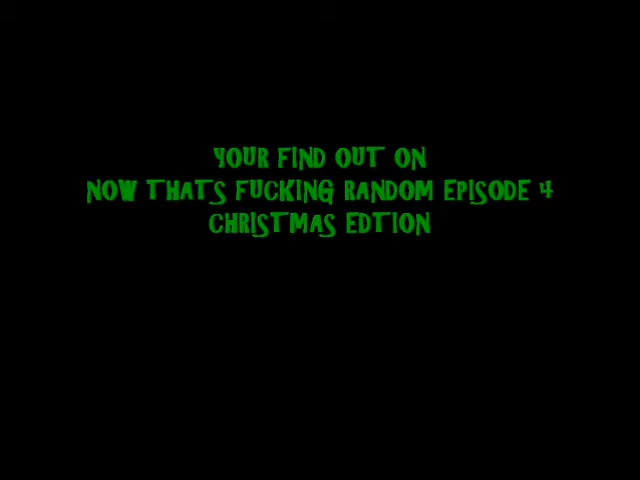 YOUR FIND OUT ON
NOW THATS FUCKING RANDOM EPISODE 4
CHRISTMAS EDTION